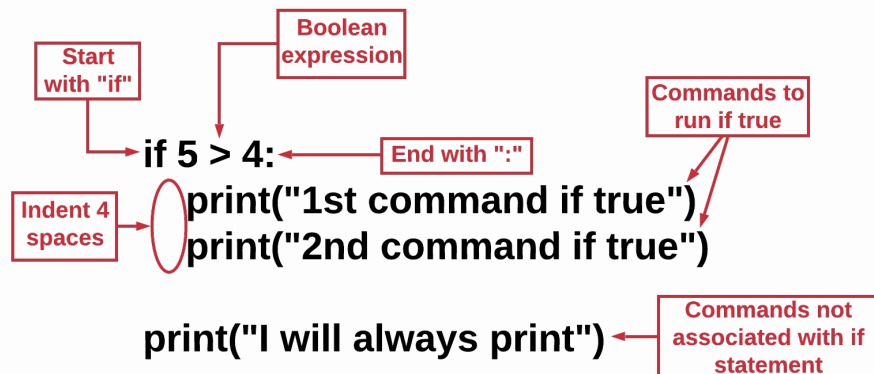 Boolean
expression
Start
with "if"
Commands to
run if true
if 5 > 4:
End with ":"
Indent 4
spaces
print("1st command if true")
print("2nd command if true")
print("I will always print")
Commands not
associated with if
statement